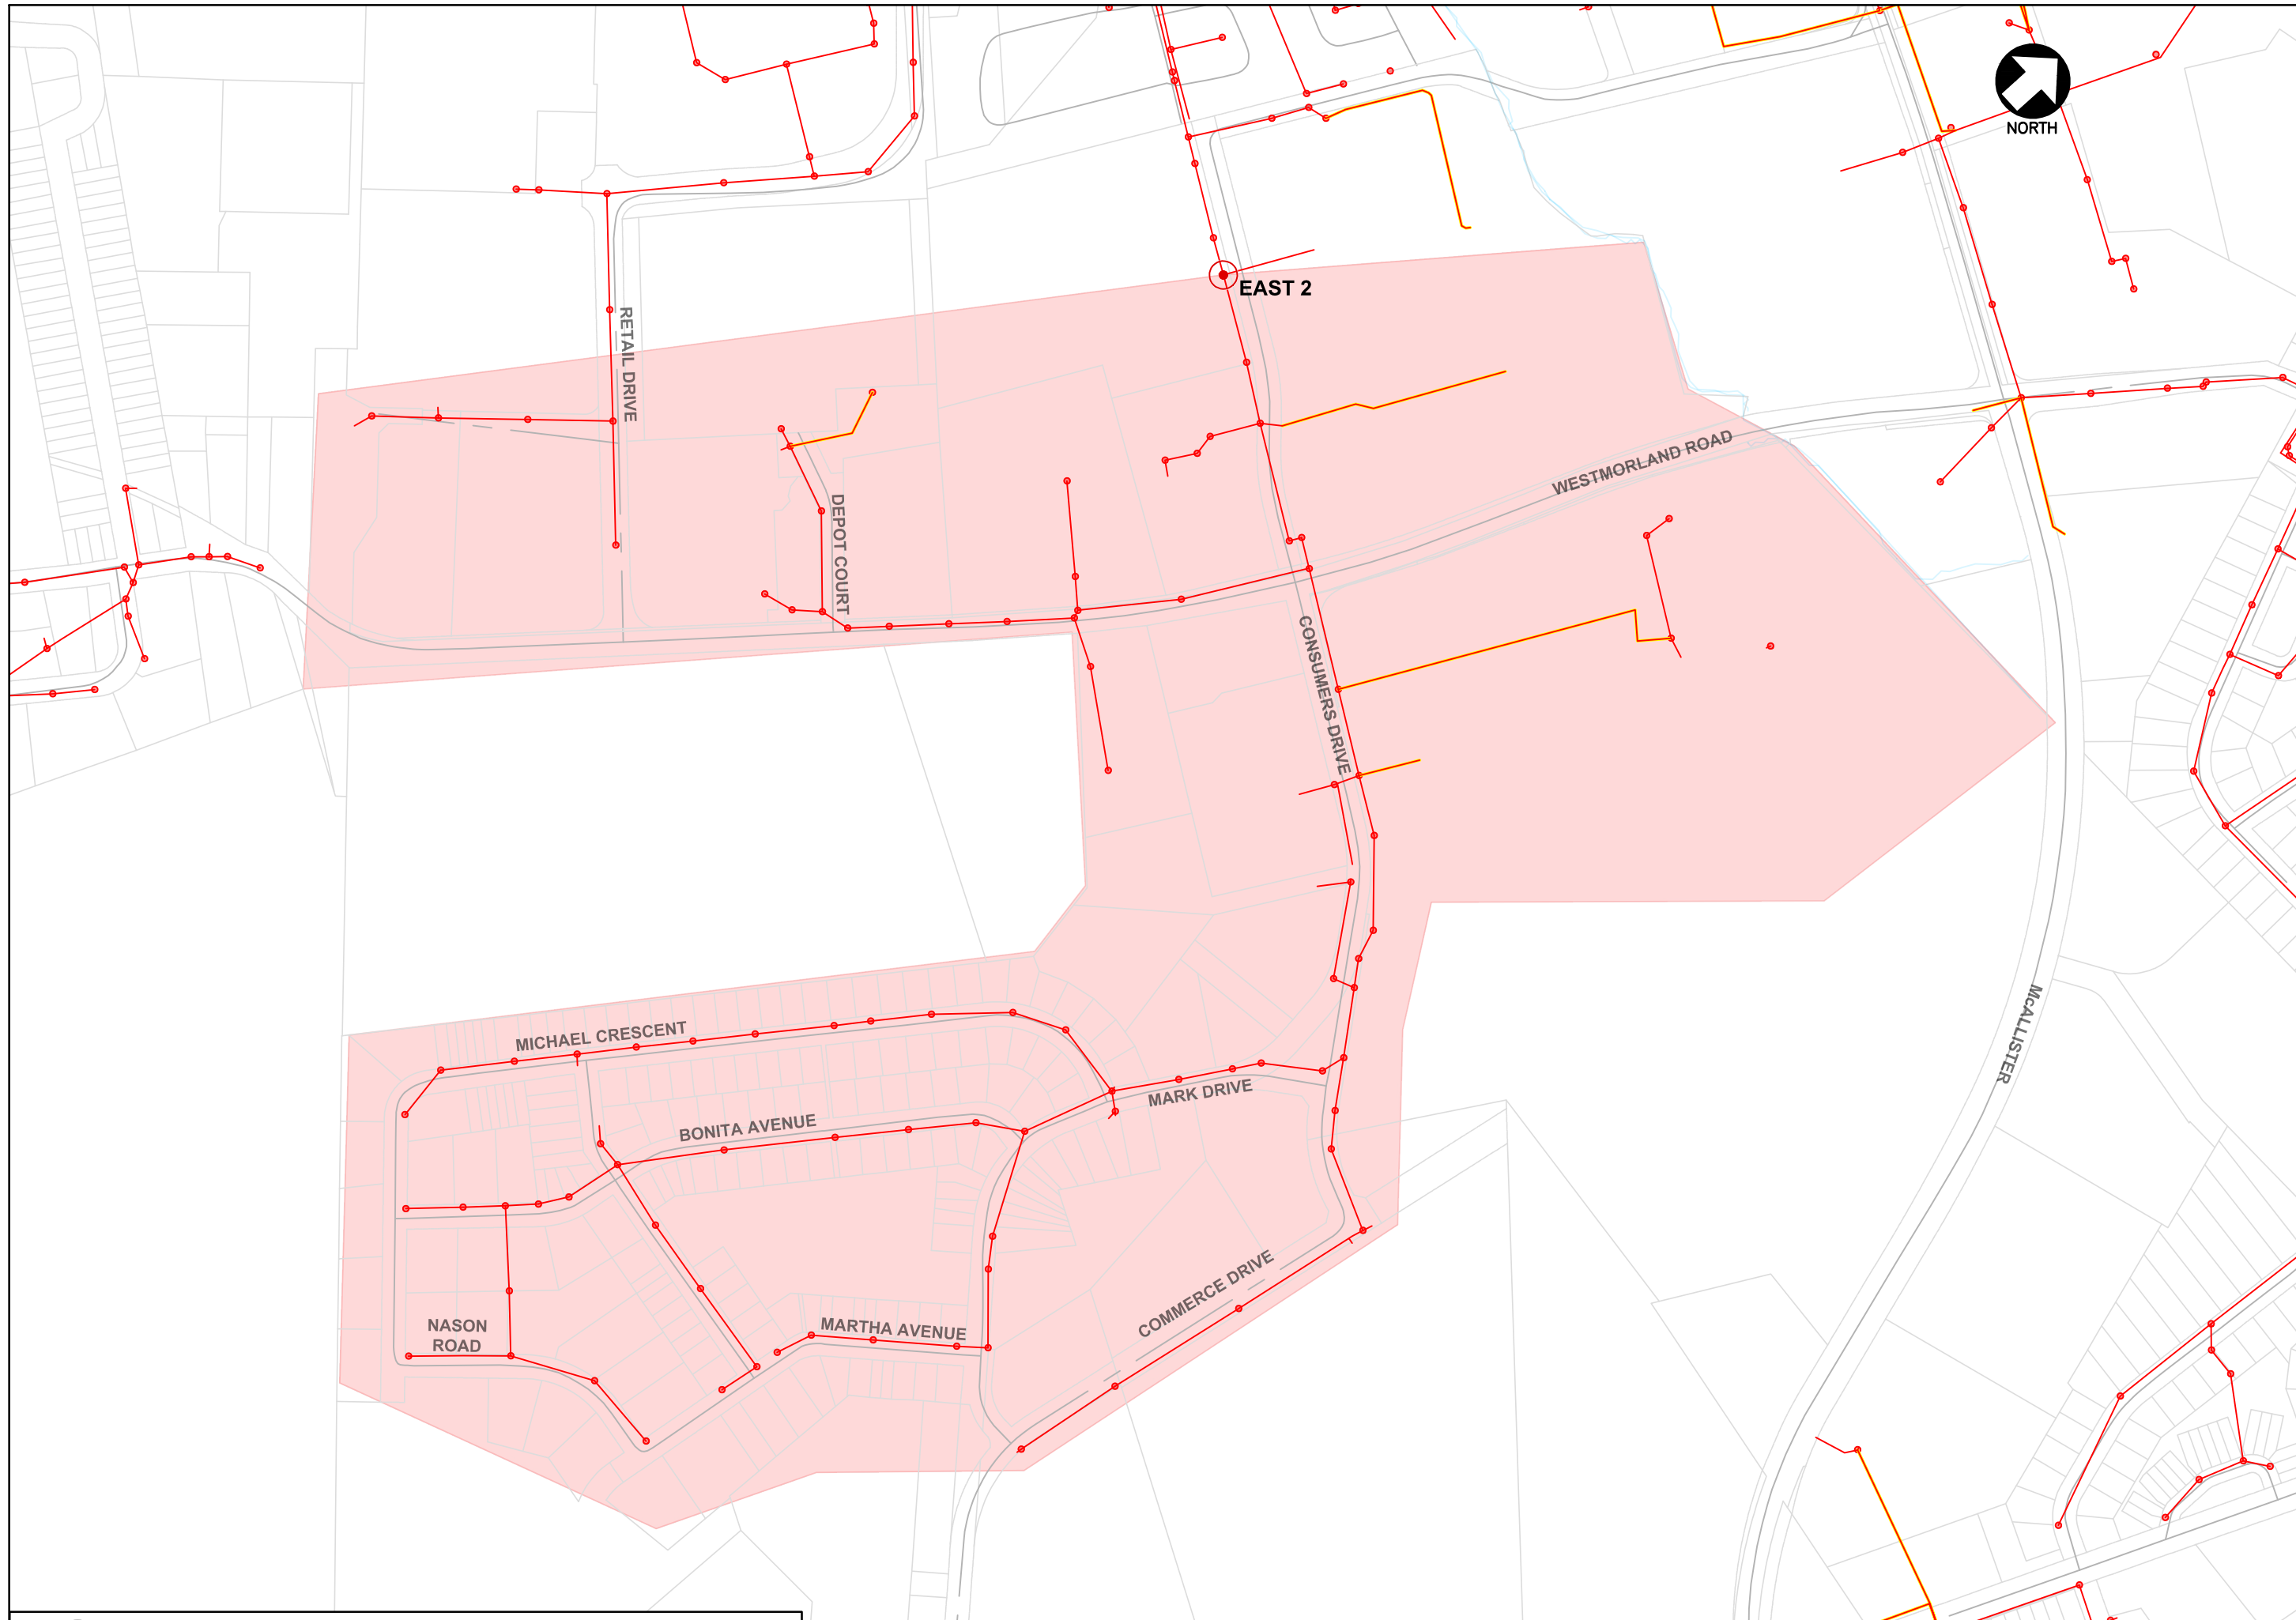 NORTH
EAST 2
RETAIL DRIVE
WESTMORLAND ROAD
DEPOT COURT
CONSUMERS DRIVE
McALLISTER
MICHAEL CRESCENT
MARK DRIVE
BONITA AVENUE
COMMERCE DRIVE
NASON
ROAD
MARTHA AVENUE